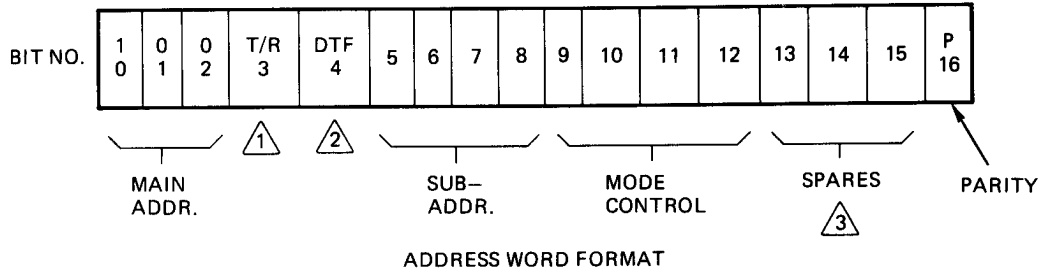 1 0 0 T/R DTF P
BIT NO. 0 1 2 3 4 5 6 7 8 9 10 11 12 13 14 15 16
1 2
MAIN ADDR. SUB– ADDR. MODE CONTROL SPARES PARITY
3
ADDRESS WORD FORMAT